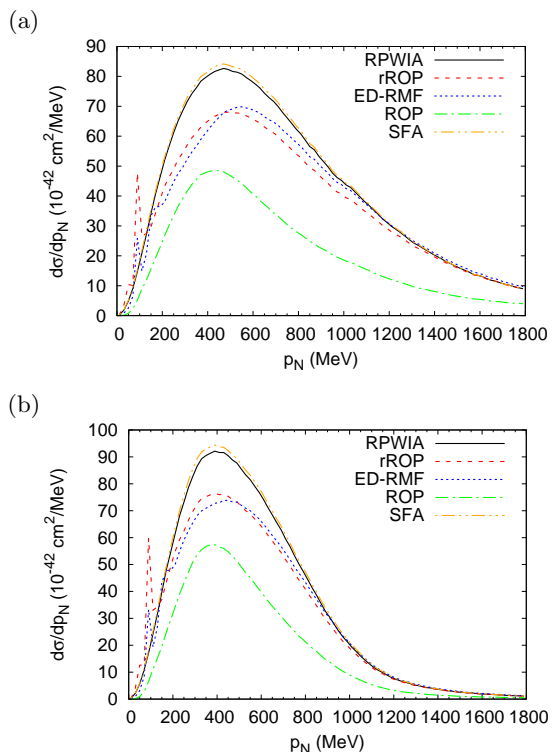 (a)
90
80
70
60
50
40
30
20
10
0
dσ/dp_N (10^-42 cm^2/MeV)
RPWIA
rROP
ED-RMF
ROP
SFA
0 200 400 600 800 1000 1200 1400 1600 1800
p_N (MeV)
(b)
100
90
80
70
60
50
40
30
20
10
0
dσ/dp_N (10^-42 cm^2/MeV)
RPWIA
rROP
ED-RMF
ROP
SFA
0 200 400 600 800 1000 1200 1400 1600 1800
p_N (MeV)